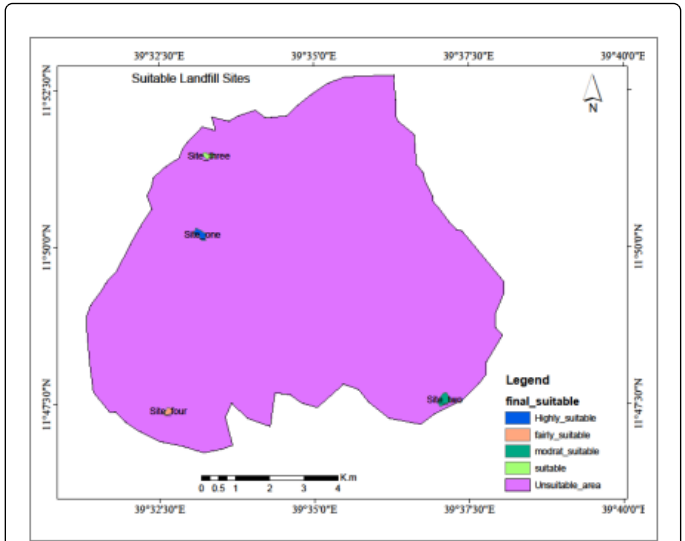 39°32'30"E 39°35'0"E 39°37'30"E 39°40'0"E
Suitable Landfill Sites
11°52'30"N
N
Site three
Site one
11°50'0"N 11°50'0"N
Legend
final_suitable
Site two
Site four
11°47'30"N 11°47'30"N
Highly_suitable
fairly_suitable
modrat_suitable
suitable
Unsuitable_area
K.m
0 0.5 1 2 3 4
39°32'30"E 39°35'0"E 39°37'30"E 39°40'0"E